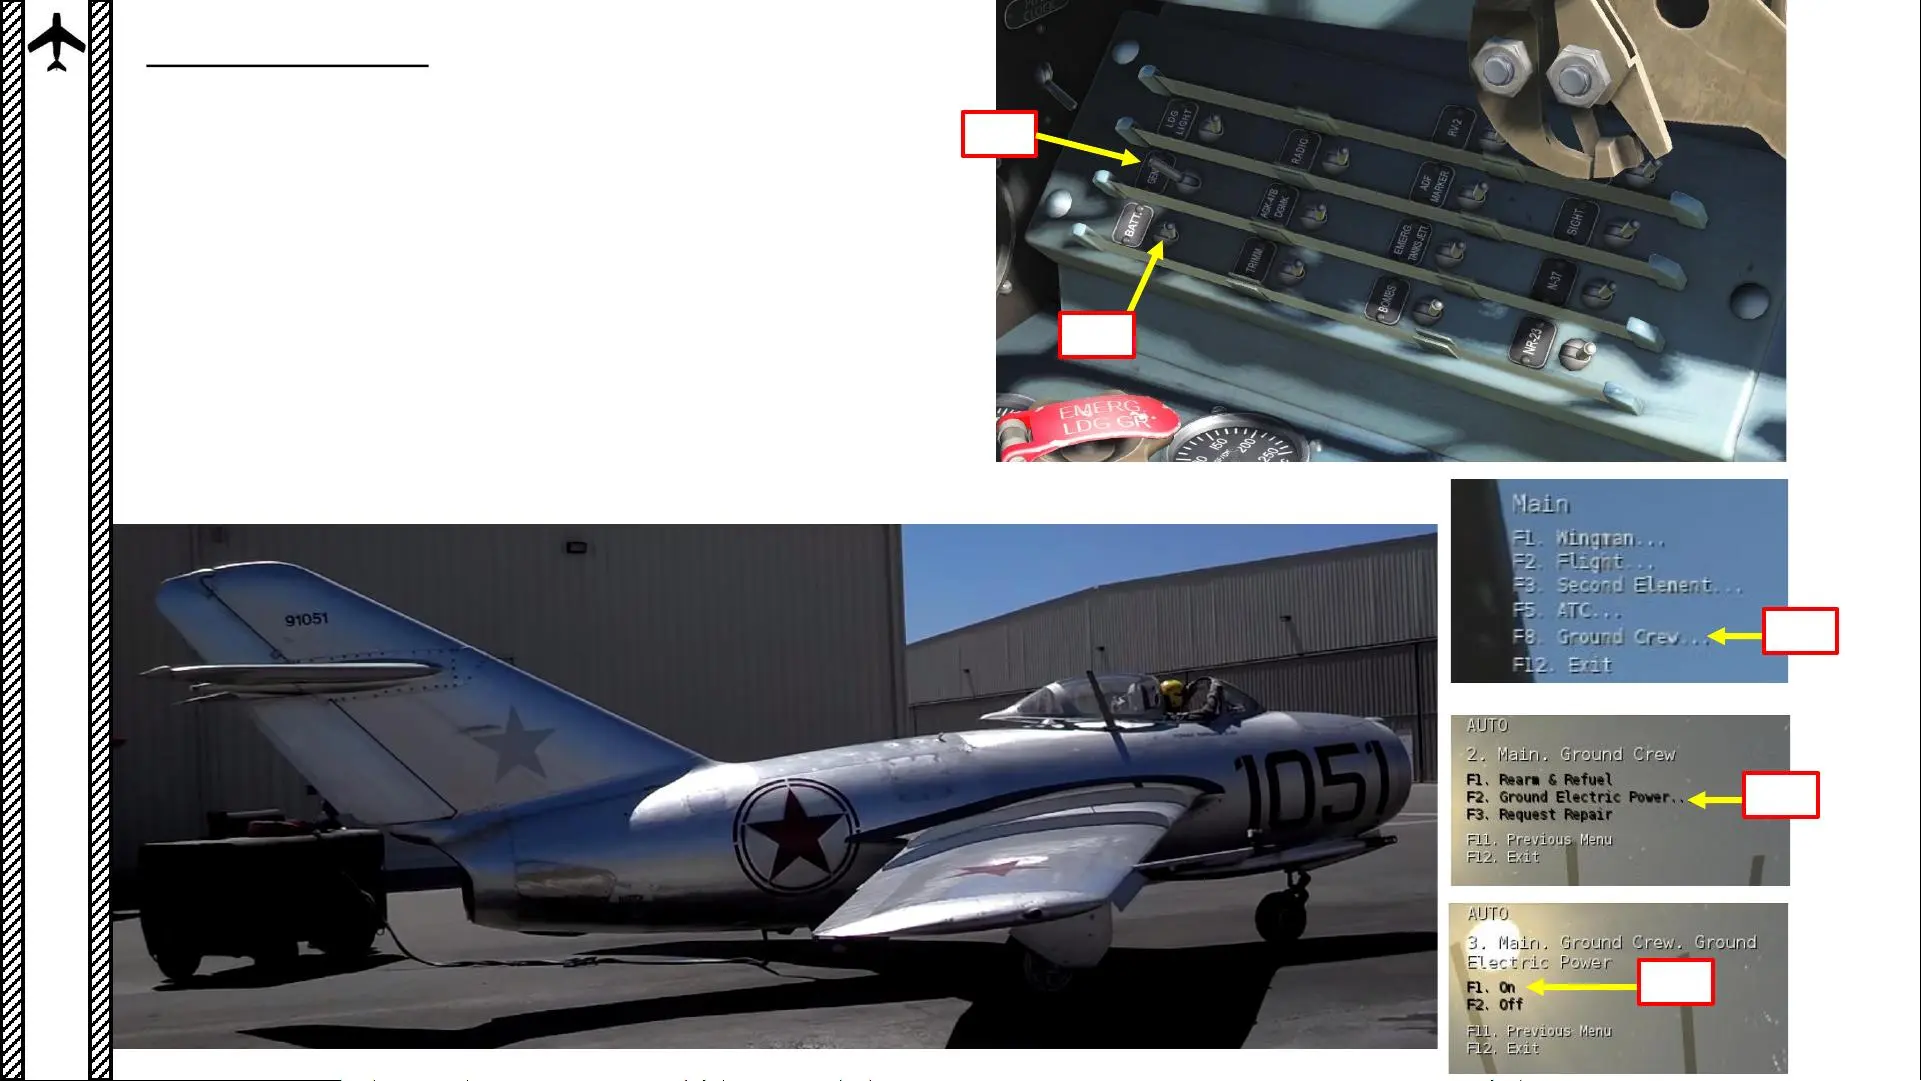 LDG
LIGHT
RV-2
RADIO
GEN
ADF
MARKER
AGK-47B
DGMK
SIGHT
BATT.
EMERG.
TANKS JETT.
TRIMM
N-37
BOMBS
NR-23
EMERG
LDG GR
150
200
250
Main
F1. Wingman...
F2. Flight...
F3. Second Element...
F5. ATC...
F8. Ground Crew...
F12. Exit
91051
1051
AUTO
2. Main. Ground Crew
F1. Rearm & Refuel
F2. Ground Electric Power..
F3. Request Repair
F11. Previous Menu
F12. Exit
AUTO
3. Main. Ground Crew. Ground
Electric Power
F1. On
F2. Off
F11. Previous Menu
F12. Exit